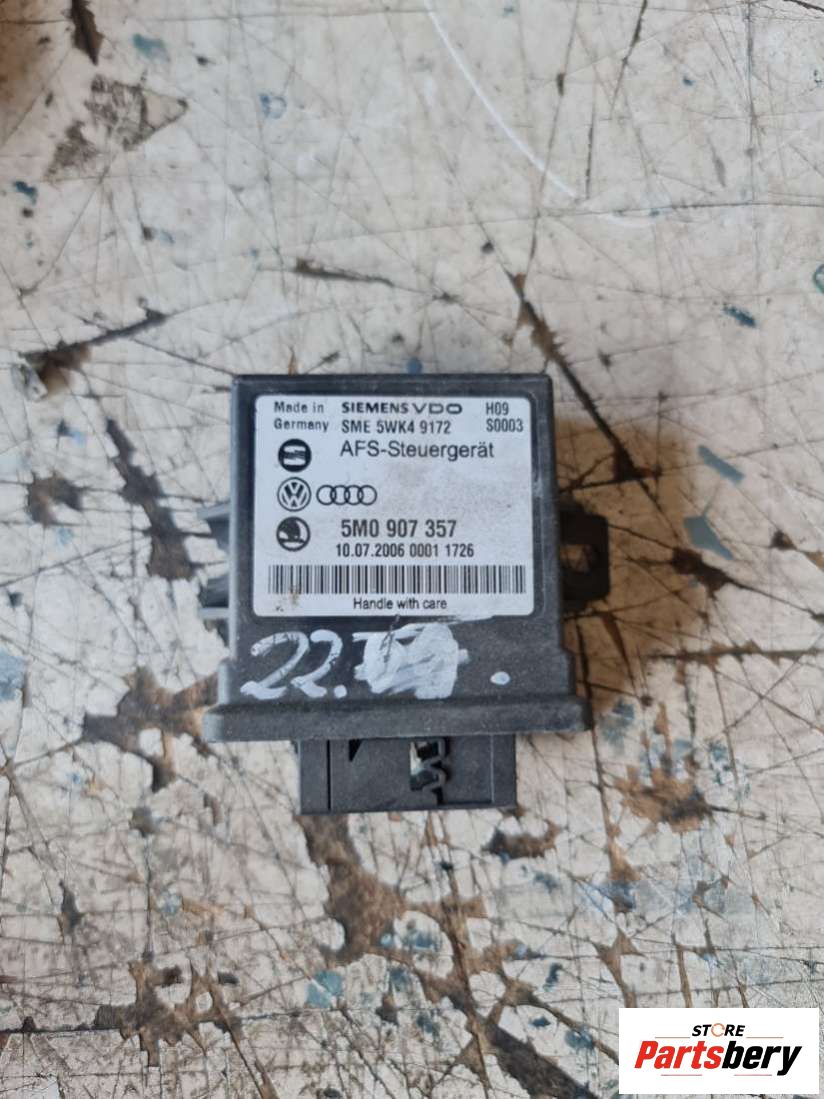 Made in SIEMENS VDO H09
Germany SME 5WK4 9172 S0003
AFS-Steuergerät
5M0 907 357
10.07.2006 0001 1726
Handle with care
22.
STORE
Partsbery